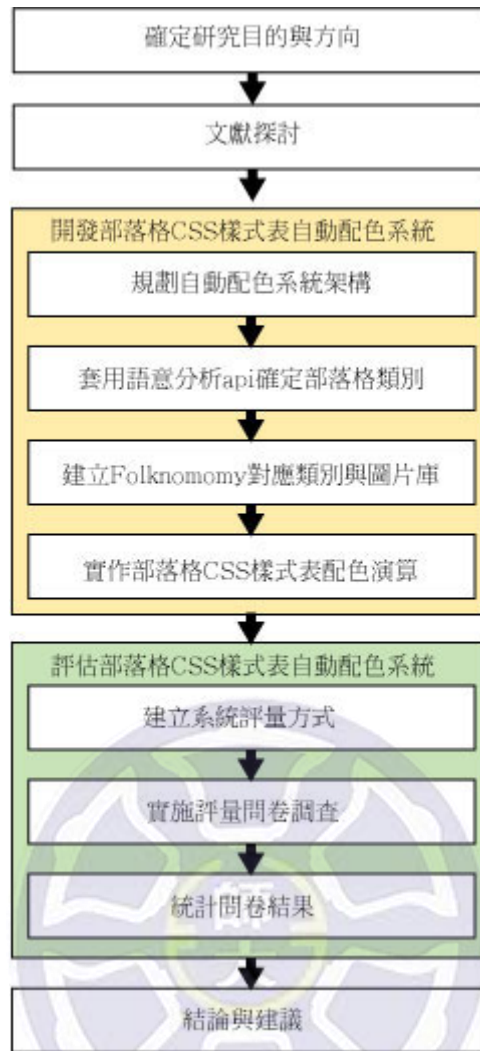 確定研究目的與方向
文獻探討
開發部落格CSS樣式表自動配色系統
規劃自動配色系統架構
套用語意分析api確定部落格類別
建立Folknomomy對應類別與圖片庫
實作部落格CSS樣式表配色演算
評估部落格CSS樣式表自動配色系統
建立系統評量方式
實施評量問卷調查
統計問卷結果
師大
結論與建議